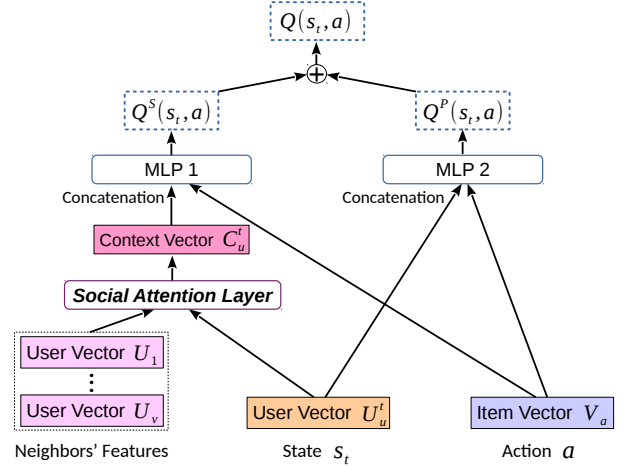 Q(s_t, a)
+
Q^S(s_t, a)
Q^P(s_t, a)
MLP 1
MLP 2
Concatenation
Concatenation
Context Vector C_u^t
Social Attention Layer
User Vector U_1
⋮
User Vector U_v
User Vector U_u^t
Item Vector V_a
Neighbors' Features
State s_t
Action a